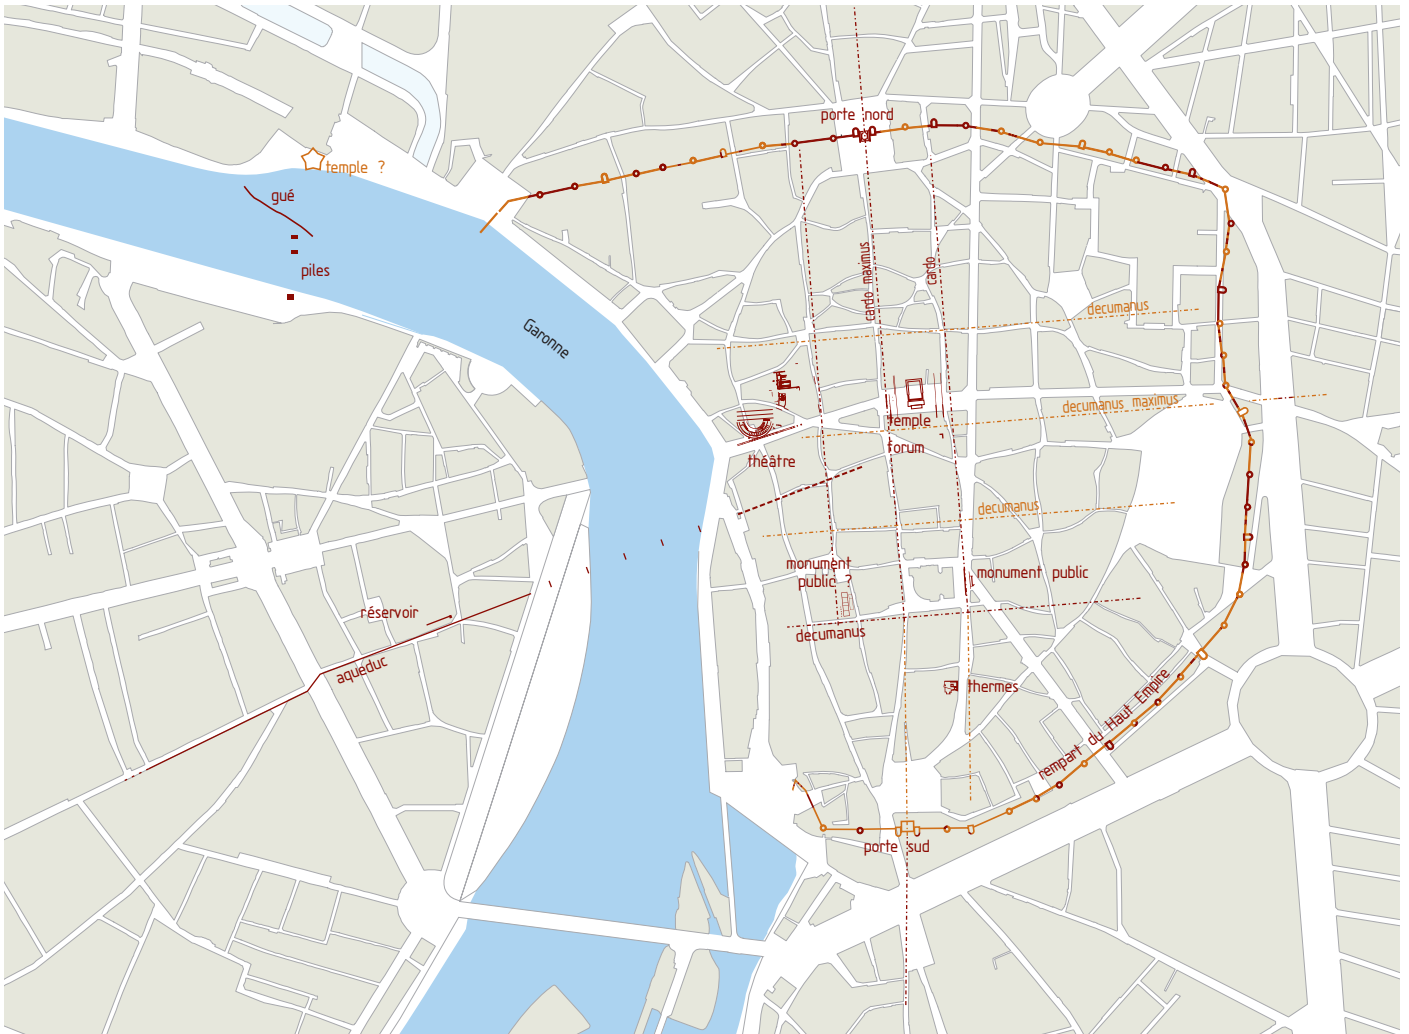 porte nord
temple ?
gué
piles
cardo maximus
cardo
decumanus
Garonne
decumanus maximus
temple
forum
théâtre
decumanus
monument
public ?
monument public
réservoir
decumanus
aqueduc
thermes
rempart du Haut Empire
porte sud